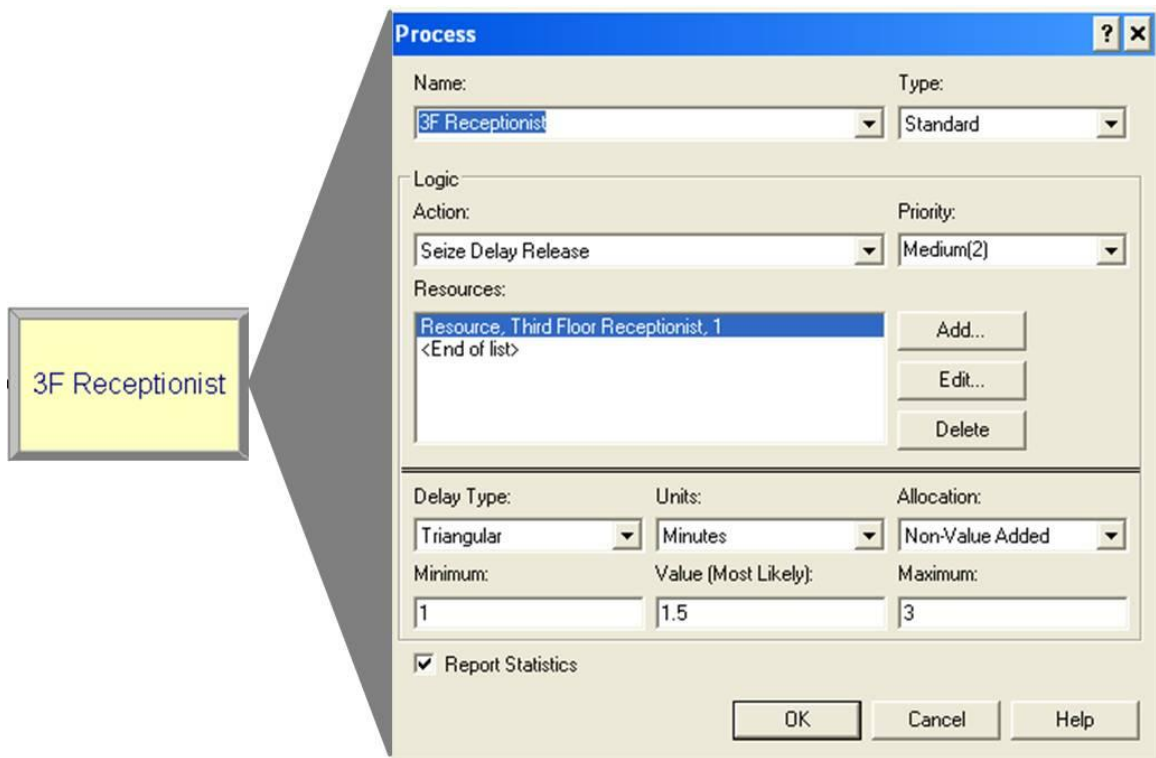 Process
Name:
Type:
3F Receptionist
Standard
Logic
Action:
Priority:
Seize Delay Release
Medium(2)
Resources:
Resource, Third Floor Receptionist, 1
<End of list>
Add...
Edit...
Delete
3F Receptionist
Delay Type:
Units:
Allocation:
Triangular
Minutes
Non-Value Added
Minimum:
Value (Most Likely):
Maximum:
1
1.5
3
Report Statistics
OK
Cancel
Help